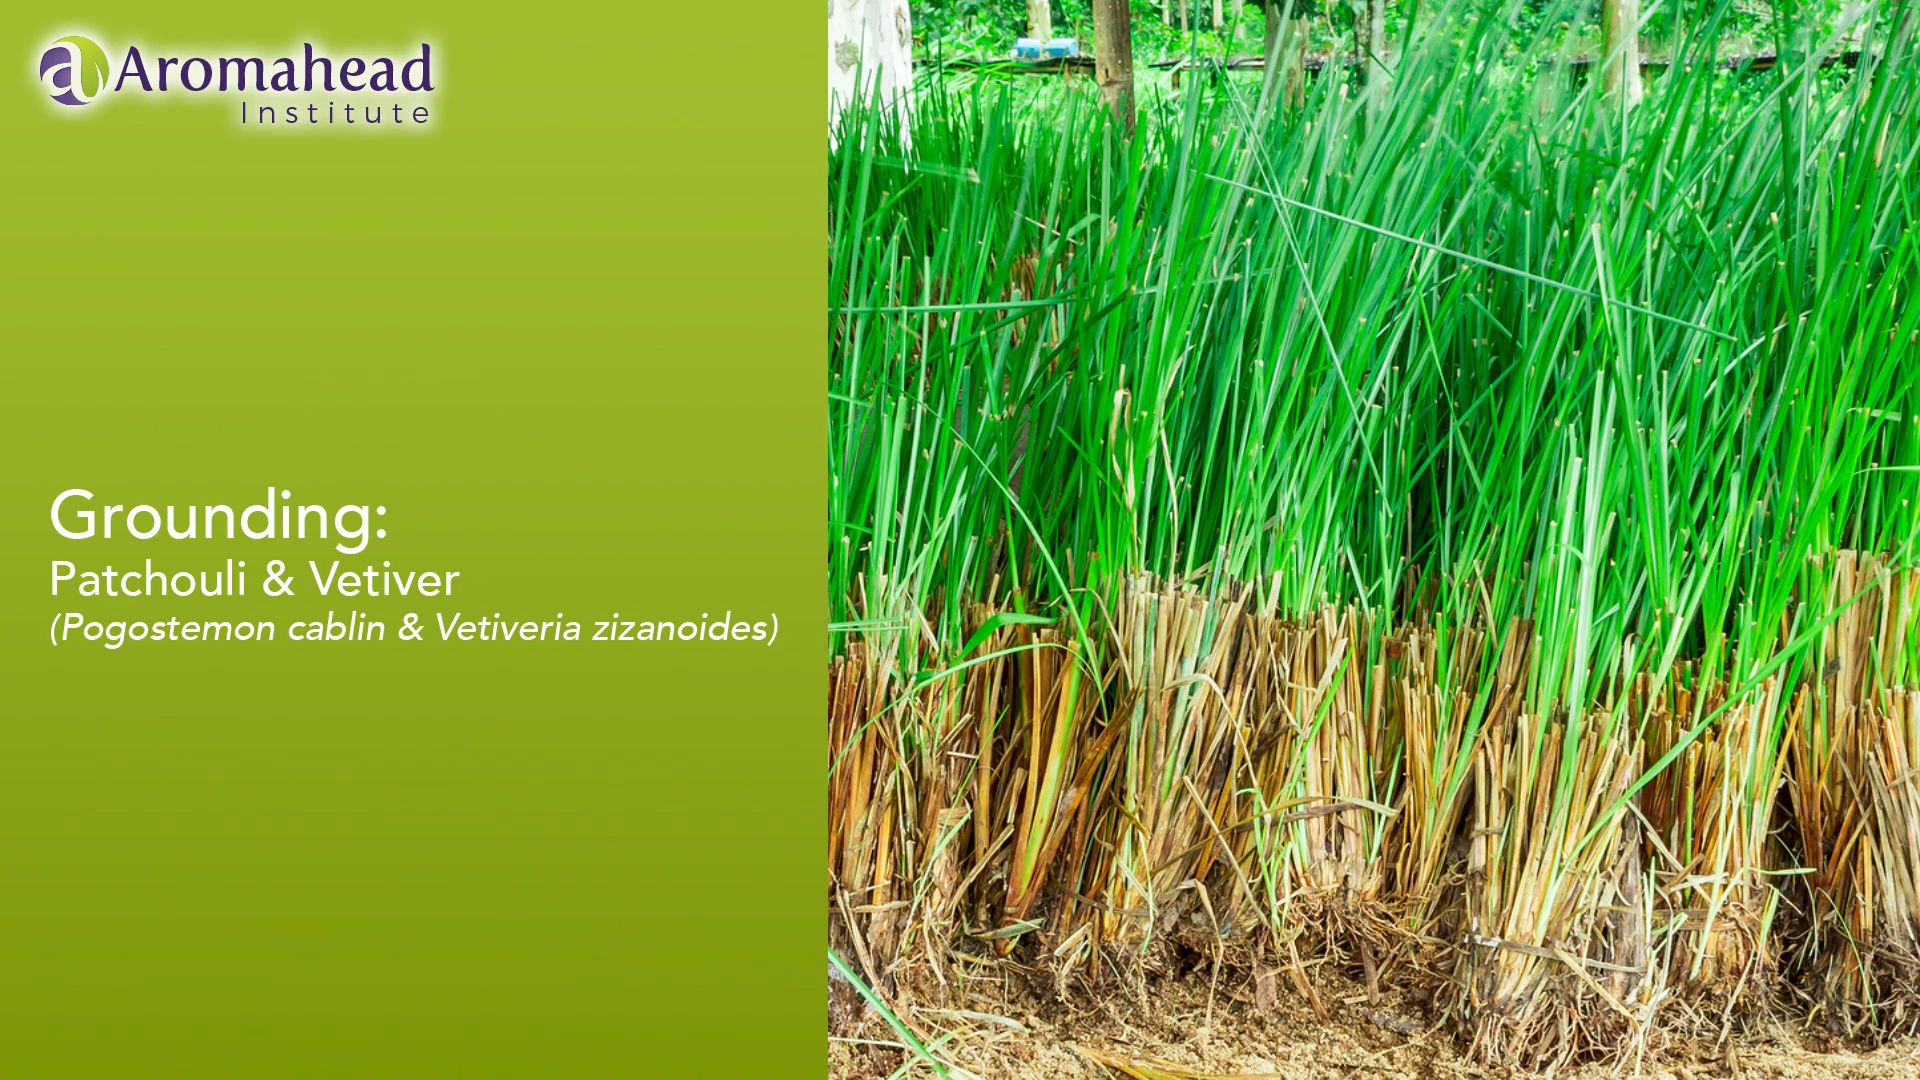 Aromahead
Institute
Grounding:
Patchouli & Vetiver
(Pogostemon cablin & Vetiveria zizanoides)